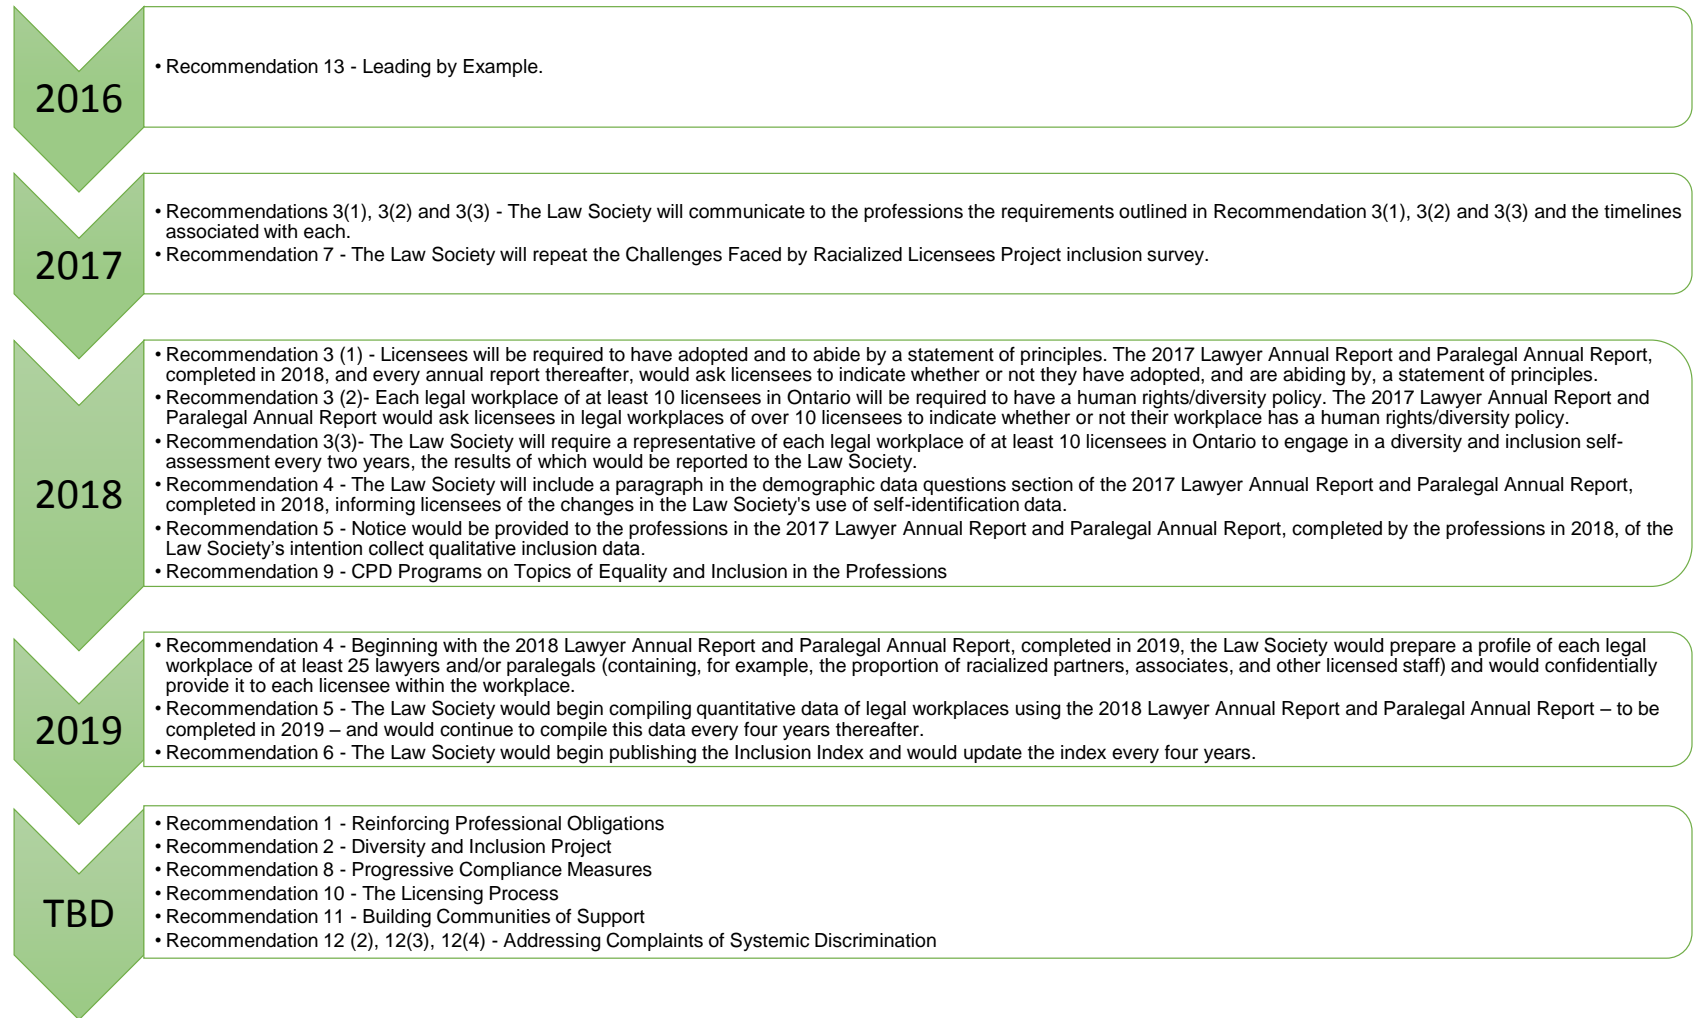 2016
• Recommendation 13 - Leading by Example.
2017
• Recommendations 3(1), 3(2) and 3(3) - The Law Society will communicate to the professions the requirements outlined in Recommendation 3(1), 3(2) and 3(3) and the timelines
associated with each.
• Recommendation 7 - The Law Society will repeat the Challenges Faced by Racialized Licensees Project inclusion survey.
2018
• Recommendation 3 (1) - Licensees will be required to have adopted and to abide by a statement of principles. The 2017 Lawyer Annual Report and Paralegal Annual Report,
completed in 2018, and every annual report thereafter, would ask licensees to indicate whether or not they have adopted, and are abiding by, a statement of principles.
• Recommendation 3 (2)- Each legal workplace of at least 10 licensees in Ontario will be required to have a human rights/diversity policy. The 2017 Lawyer Annual Report and
Paralegal Annual Report would ask licensees in legal workplaces of over 10 licensees to indicate whether or not their workplace has a human rights/diversity policy.
• Recommendation 3(3)- The Law Society will require a representative of each legal workplace of at least 10 licensees in Ontario to engage in a diversity and inclusion self-
assessment every two years, the results of which would be reported to the Law Society.
• Recommendation 4 - The Law Society will include a paragraph in the demographic data questions section of the 2017 Lawyer Annual Report and Paralegal Annual Report,
completed in 2018, informing licensees of the changes in the Law Society's use of self-identification data.
• Recommendation 5 - Notice would be provided to the professions in the 2017 Lawyer Annual Report and Paralegal Annual Report, completed by the professions in 2018, of the
Law Society’s intention collect qualitative inclusion data.
• Recommendation 9 - CPD Programs on Topics of Equality and Inclusion in the Professions
2019
• Recommendation 4 - Beginning with the 2018 Lawyer Annual Report and Paralegal Annual Report, completed in 2019, the Law Society would prepare a profile of each legal
workplace of at least 25 lawyers and/or paralegals (containing, for example, the proportion of racialized partners, associates, and other licensed staff) and would confidentially
provide it to each licensee within the workplace.
• Recommendation 5 - The Law Society would begin compiling quantitative data of legal workplaces using the 2018 Lawyer Annual Report and Paralegal Annual Report – to be
completed in 2019 – and would continue to compile this data every four years thereafter.
• Recommendation 6 - The Law Society would begin publishing the Inclusion Index and would update the index every four years.
TBD
• Recommendation 1 - Reinforcing Professional Obligations
• Recommendation 2 - Diversity and Inclusion Project
• Recommendation 8 - Progressive Compliance Measures
• Recommendation 10 - The Licensing Process
• Recommendation 11 - Building Communities of Support
• Recommendation 12 (2), 12(3), 12(4) - Addressing Complaints of Systemic Discrimination